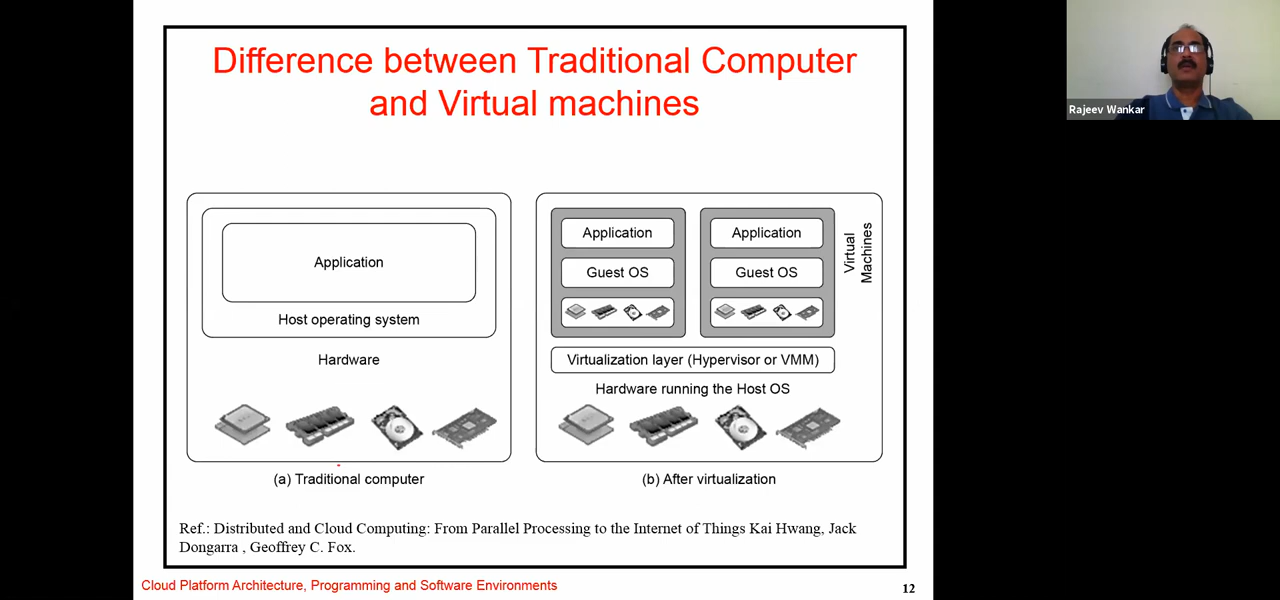 Difference between Traditional Computer
and Virtual machines
Rajeev Wankar
Application
Host operating system
Hardware
(a) Traditional computer
Application
Guest OS
Application
Guest OS
Virtual
Machines
Virtualization layer (Hypervisor or VMM)
Hardware running the Host OS
(b) After virtualization
Ref.: Distributed and Cloud Computing: From Parallel Processing to the Internet of Things Kai Hwang, Jack
Dongarra , Geoffrey C. Fox.
Cloud Platform Architecture, Programming and Software Environments
12